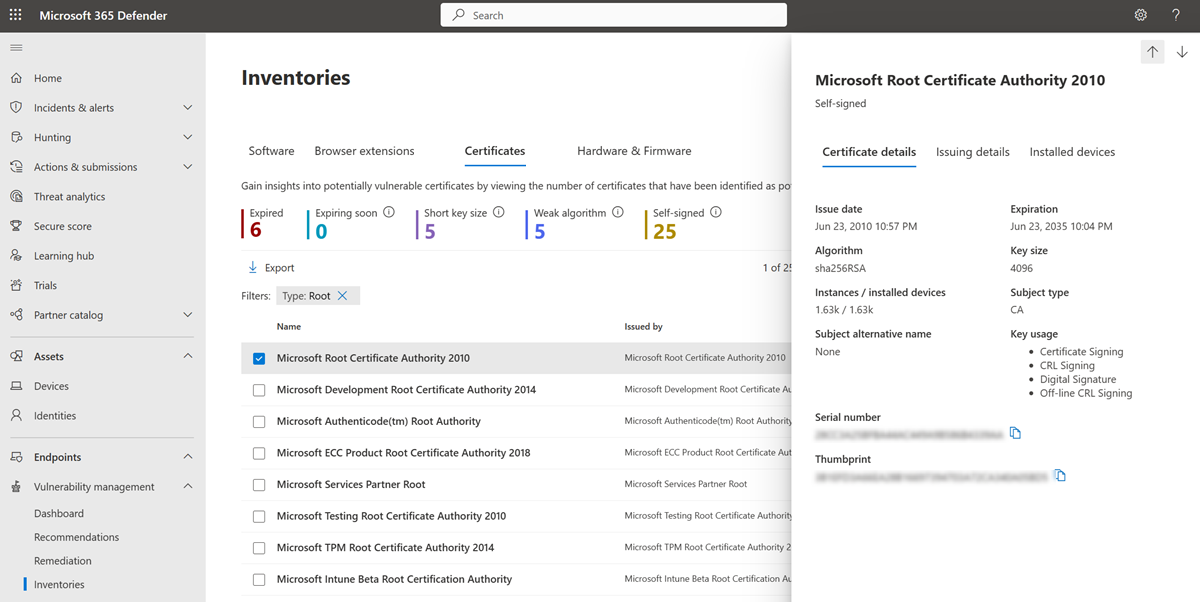 Microsoft 365 Defender
Search
Home
Incidents & alerts
Hunting
Actions & submissions
Threat analytics
Secure score
Learning hub
Trials
Partner catalog
Assets
Devices
Identities
Endpoints
Vulnerability management
Dashboard
Recommendations
Remediation
Inventories
Inventories
Software Browser extensions Certificates Hardware & Firmware
Gain insights into potentially vulnerable certificates by viewing the number of certificates that have been identified as po
Expired Expiring soon Short key size Weak algorithm Self-signed
6 0 5 5 25
Export 1 of 25
Filters: Type: Root
Name Issued by
Microsoft Root Certificate Authority 2010 Microsoft Root Certificate Authority 2010
Microsoft Development Root Certificate Authority 2014 Microsoft Development Root Certificate Au
Microsoft Authenticode(tm) Root Authority Microsoft Authenticode(tm) Root Authority
Microsoft ECC Product Root Certificate Authority 2018 Microsoft ECC Product Root Certificate Aut
Microsoft Services Partner Root Microsoft Services Partner Root
Microsoft Testing Root Certificate Authority 2010 Microsoft Testing Root Certificate Authority
Microsoft TPM Root Certificate Authority 2014 Microsoft TPM Root Certificate Authority 2
Microsoft Intune Beta Root Certification Authority Microsoft Intune Beta Root Certification Au
Microsoft Root Certificate Authority 2010
Self-signed
Certificate details Issuing details Installed devices
Issue date Expiration
Jun 23, 2010 10:57 PM Jun 23, 2035 10:04 PM
Algorithm Key size
sha256RSA 4096
Instances / installed devices Subject type
1.63k / 1.63k CA
Subject alternative name Key usage
None • Certificate Signing
• CRL Signing
• Digital Signature
• Off-line CRL Signing
Serial number
Thumbprint